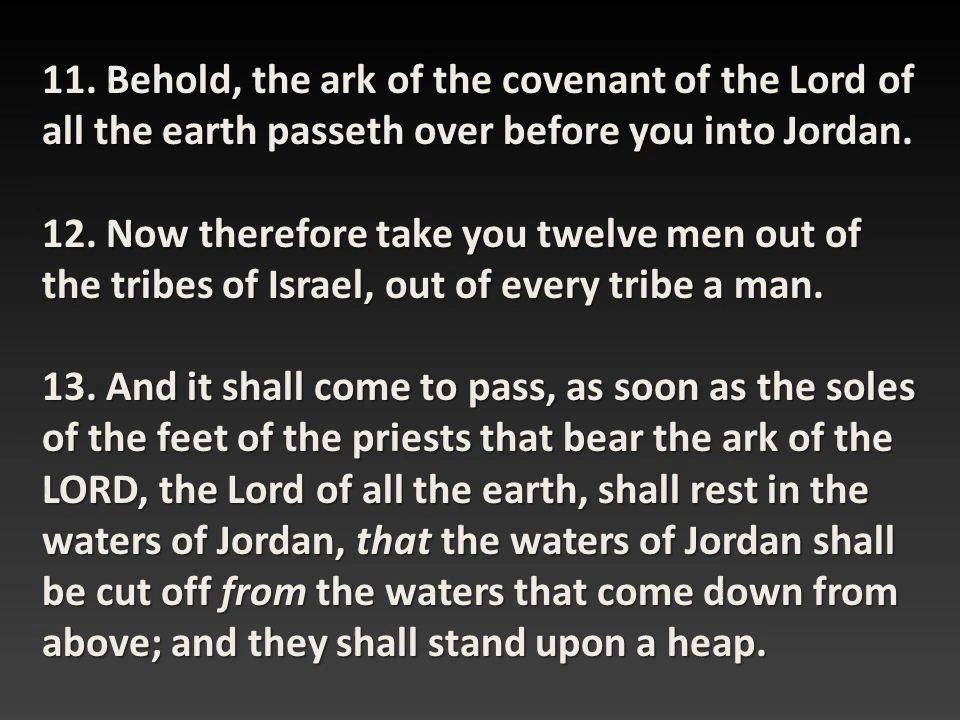 11. Behold, the ark of the covenant of the Lord of
all the earth passeth over before you into Jordan.
12. Now therefore take you twelve men out of
the tribes of Israel, out of every tribe a man.
13. And it shall come to pass, as soon as the soles
of the feet of the priests that bear the ark of the
LORD, the Lord of all the earth, shall rest in the
waters of Jordan, that the waters of Jordan shall
be cut off from the waters that come down from
above; and they shall stand upon a heap.